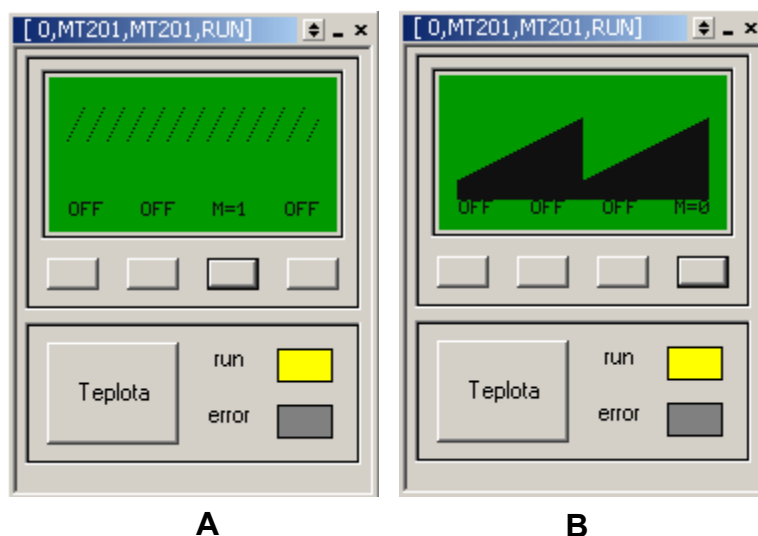 [ 0,MT201,MT201,RUN]
OFF OFF M=1 OFF
Teplota
run
error
A
[ 0,MT201,MT201,RUN]
OFF OFF OFF M=0
Teplota
run
error
B